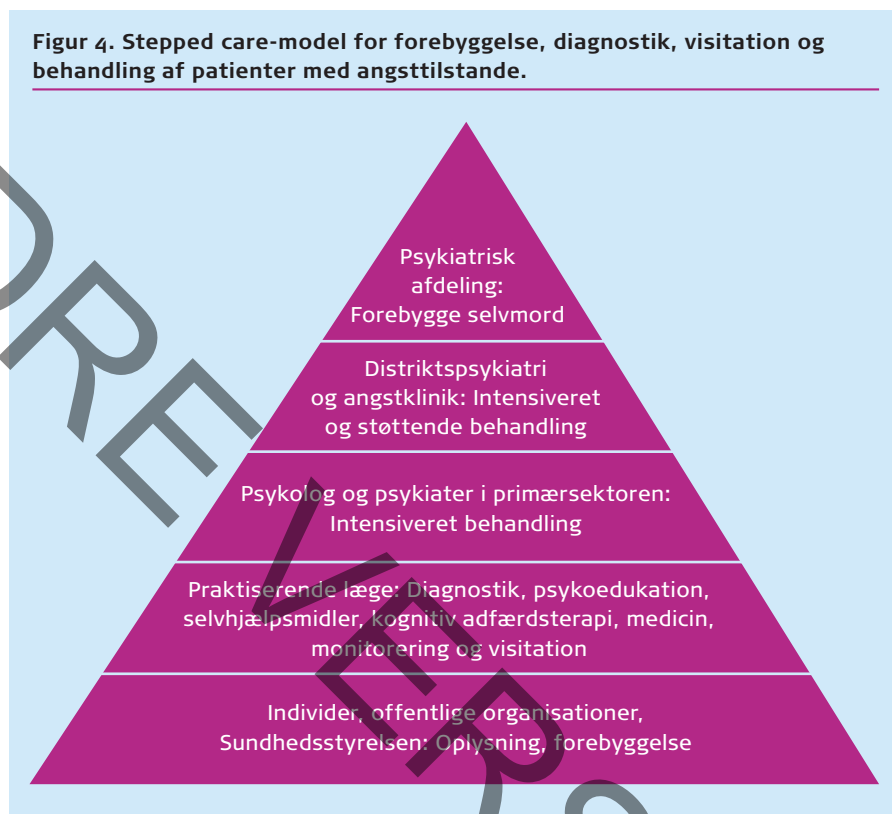 Figur 4. Stepped care-model for forebyggelse, diagnostik, visitation og
behandling af patienter med angsttilstande.
Psykiatrisk
afdeling:
Forebygge selvmord
Distriktspsykiatri
og angstklinik: Intensiveret
og støttende behandling
Psykolog og psykiater i primærsektoren:
Intensiveret behandling
Praktiserende læge: Diagnostik, psykoedukation,
selvhjælpsmidler, kognitiv adfærdsterapi, medicin,
monitorering og visitation
Individer, offentlige organisationer,
Sundhedsstyrelsen: Oplysning, forebyggelse